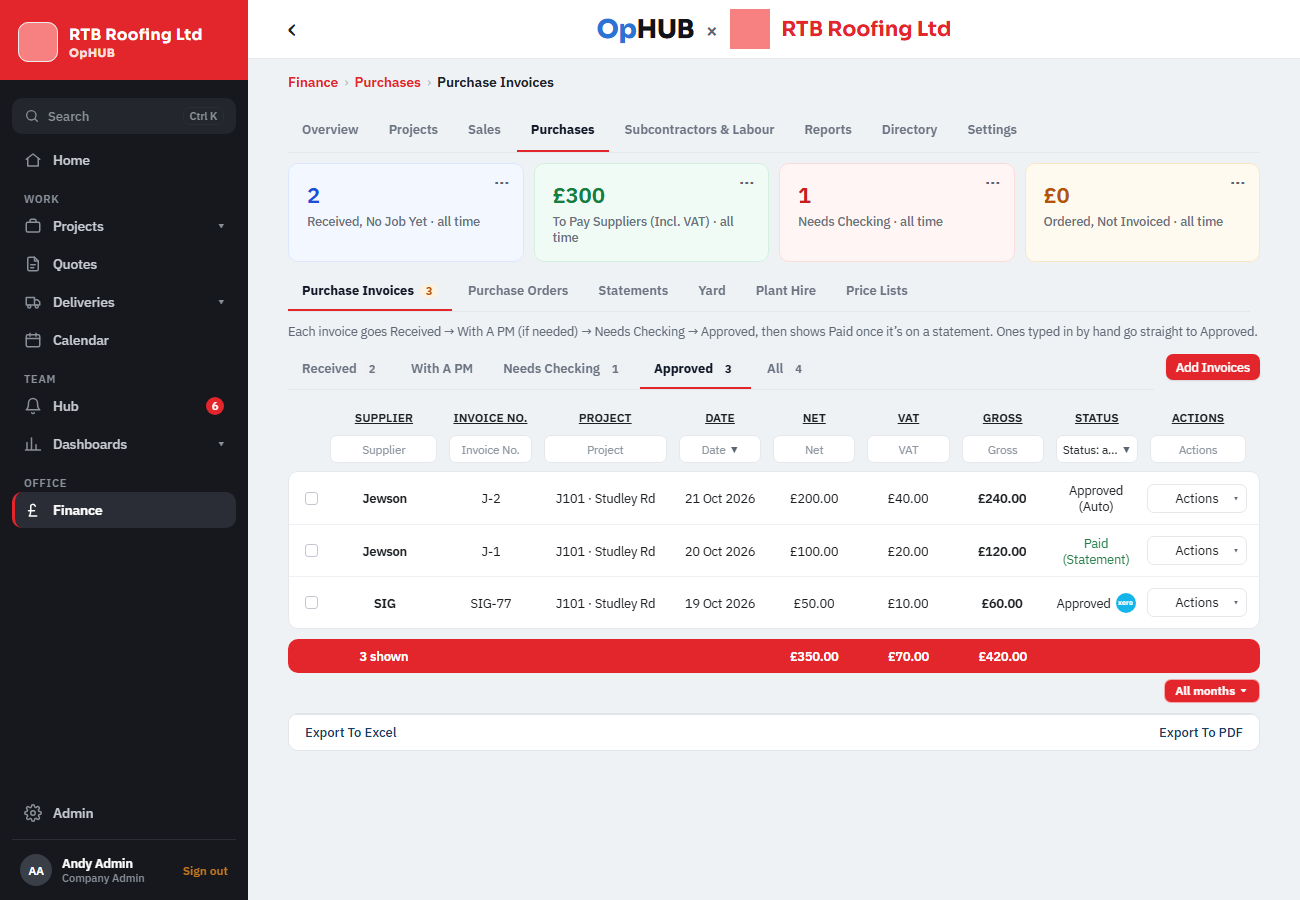 RTB Roofing Ltd
OpHUB
Search Ctrl K
Home
WORK
Projects
Quotes
Deliveries
Calendar
TEAM
Hub 6
Dashboards
OFFICE
£ Finance
Admin
AA Andy Admin
Company Admin
Sign out
OpHUB × RTB Roofing Ltd
Finance › Purchases › Purchase Invoices
Overview Projects Sales Purchases Subcontractors & Labour Reports Directory Settings
2
Received, No Job Yet · all time
£300
To Pay Suppliers (Incl. VAT) · all
time
1
Needs Checking · all time
£0
Ordered, Not Invoiced · all time
Purchase Invoices 3 Purchase Orders Statements Yard Plant Hire Price Lists
Each invoice goes Received → With A PM (if needed) → Needs Checking → Approved, then shows Paid once it's on a statement. Ones typed in by hand go straight to Approved.
Received 2 With A PM Needs Checking 1 Approved 3 All 4 Add Invoices
SUPPLIER INVOICE NO. PROJECT DATE NET VAT GROSS STATUS ACTIONS
Supplier Invoice No. Project Date ▼ Net VAT Gross Status: a... ▼ Actions
Jewson J-2 J101 · Studley Rd 21 Oct 2026 £200.00 £40.00 £240.00 Approved (Auto) Actions
Jewson J-1 J101 · Studley Rd 20 Oct 2026 £100.00 £20.00 £120.00 Paid (Statement) Actions
SIG SIG-77 J101 · Studley Rd 19 Oct 2026 £50.00 £10.00 £60.00 Approved xero Actions
3 shown £350.00 £70.00 £420.00
All months
Export To Excel Export To PDF